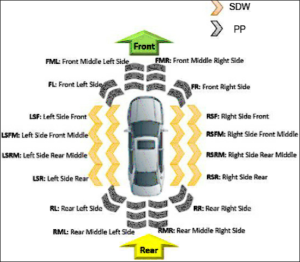 SDW
PP
Front
FML: Front Middle Left Side
FMR: Front Middle Right Side
FL: Front Left Side
FR: Front Right Side
LSF: Left Side Front
RSF: Right Side Front
LSFM: Left Side Front Middle
RSFM: Right Side Front Middle
LSRM: Left Side Rear Middle
RSRM: Right Side Rear Middle
LSR: Left Side Rear
RSR: Right Side Rear
RL: Rear Left Side
RR: Rear Right Side
RML: Rear Middle Left Side
RMR: Rear Middle Right Side
Rear